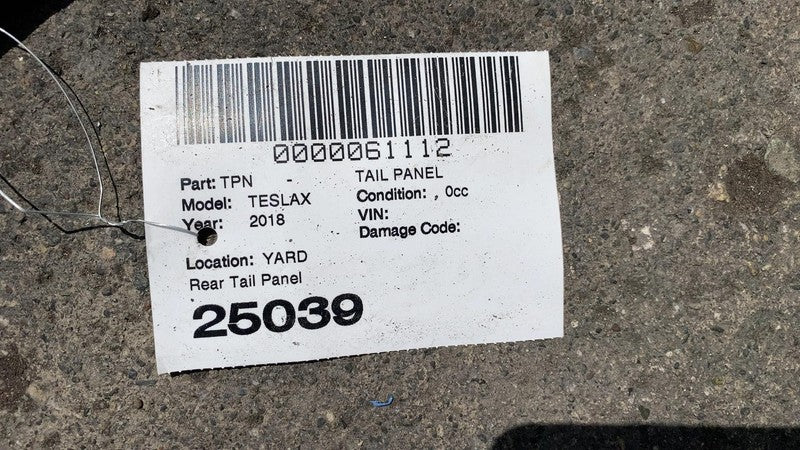 0000061112
Part: TPN - TAIL PANEL
Model: TESLAX Condition: , 0cc
Year: 2018 VIN:
Damage Code:
Location: YARD
Rear Tail Panel
25039